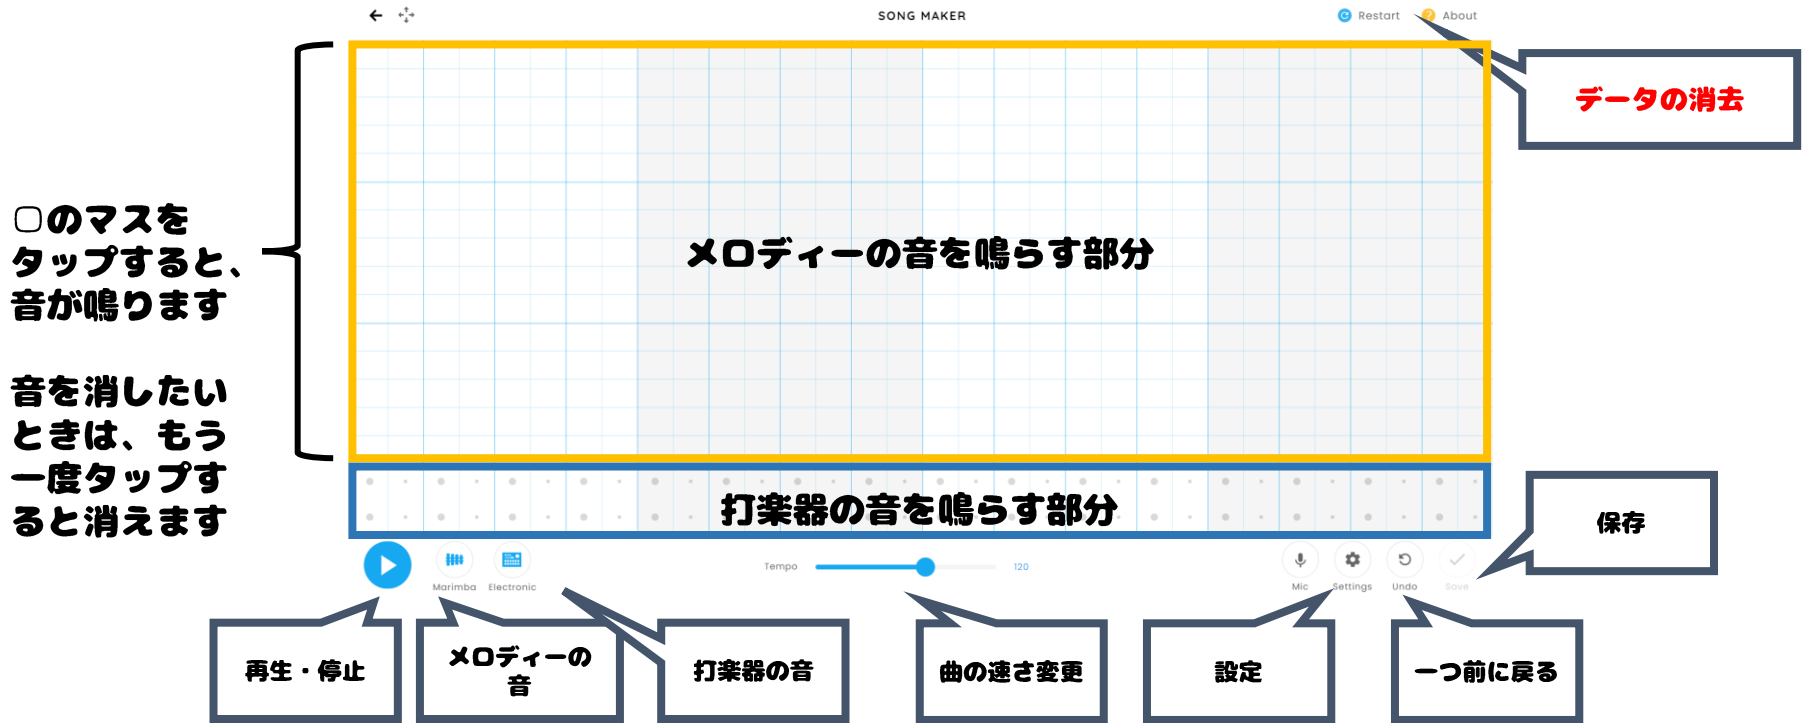 SONG MAKER
Restart
About
データの消去
▢のマスを
タップすると、
音が鳴ります
音を消したい
ときは、もう
一度タップす
ると消えます
メロディーの音を鳴らす部分
打楽器の音を鳴らす部分
保存
Marimba
Electronic
Tempo
120
Mic
Settings
Undo
Save
再生・停止
メロディーの
音
打楽器の音
曲の速さ変更
設定
一つ前に戻る